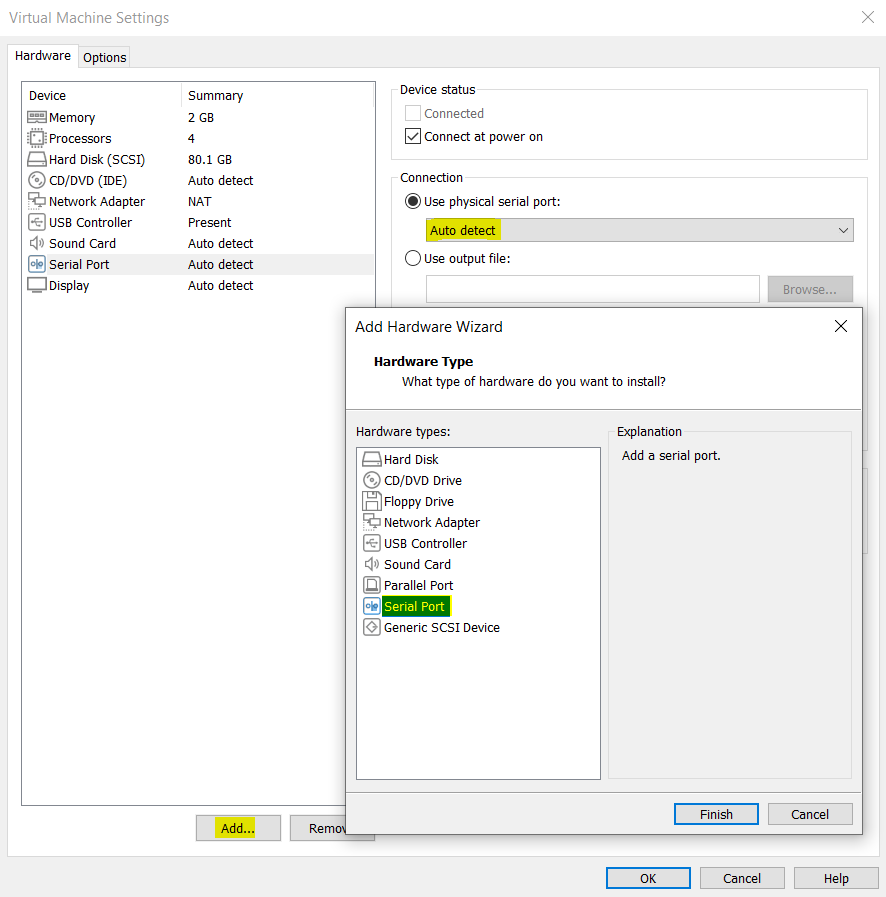 Virtual Machine Settings
Hardware
Options
Device Summary
Memory 2 GB
Processors 4
Hard Disk (SCSI) 80.1 GB
CD/DVD (IDE) Auto detect
Network Adapter NAT
USB Controller Present
Sound Card Auto detect
Serial Port Auto detect
Display Auto detect
Add...
Remov
Device status
Connected
Connect at power on
Connection
Use physical serial port:
Auto detect
Use output file:
Browse...
Add Hardware Wizard
Hardware Type
What type of hardware do you want to install?
Hardware types:
Hard Disk
CD/DVD Drive
Floppy Drive
Network Adapter
USB Controller
Sound Card
Parallel Port
Serial Port
Generic SCSI Device
Explanation
Add a serial port.
Finish
Cancel
OK
Cancel
Help